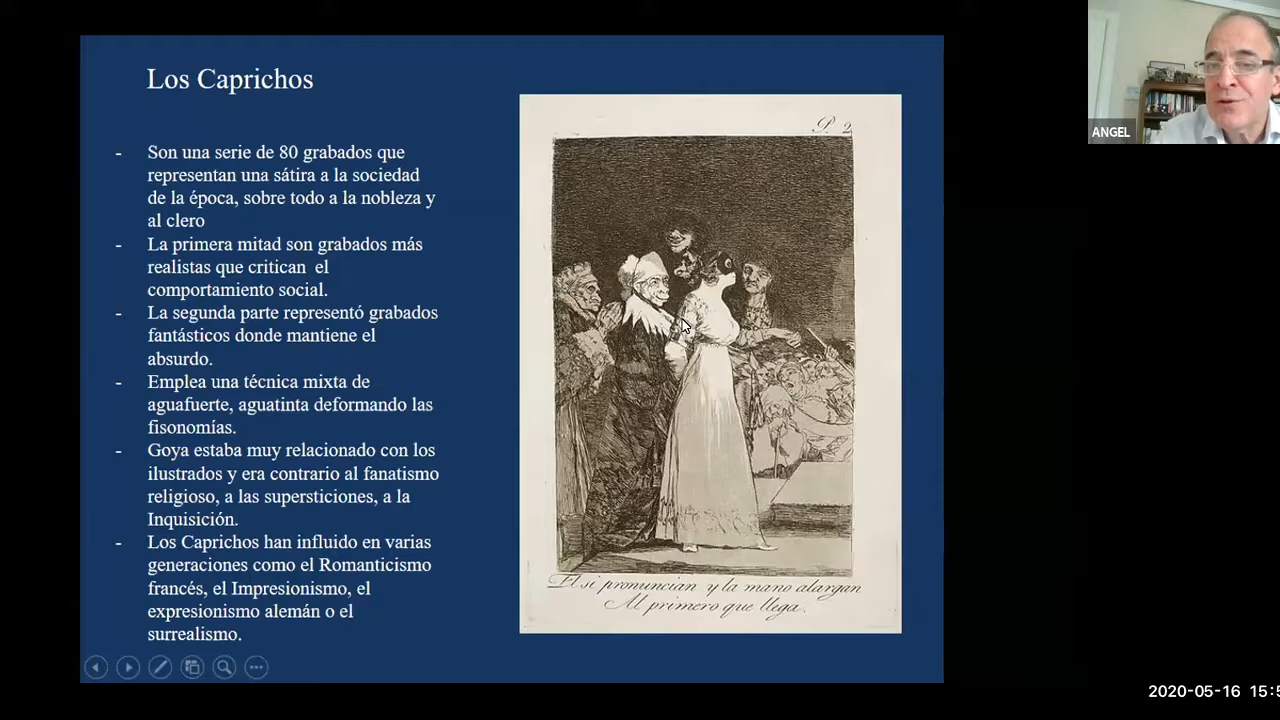 Los Caprichos
- Son una serie de 80 grabados que
representan una sátira a la sociedad
de la época, sobre todo a la nobleza y
al clero
- La primera mitad son grabados más
realistas que critican el
comportamiento social.
- La segunda parte representó grabados
fantásticos donde mantiene el
absurdo.
- Emplea una técnica mixta de
aguafuerte, aguatinta deformando las
fisonomías.
- Goya estaba muy relacionado con los
ilustrados y era contrario al fanatismo
religioso, a las supersticiones, a la
Inquisición.
- Los Caprichos han influido en varias
generaciones como el Romanticismo
francés, el Impresionismo, el
expresionismo alemán o el
surrealismo.
P. 2
El si pronuncian y la mano alargan
Al primero que llega.
ANGEL
2020-05-16 15:5